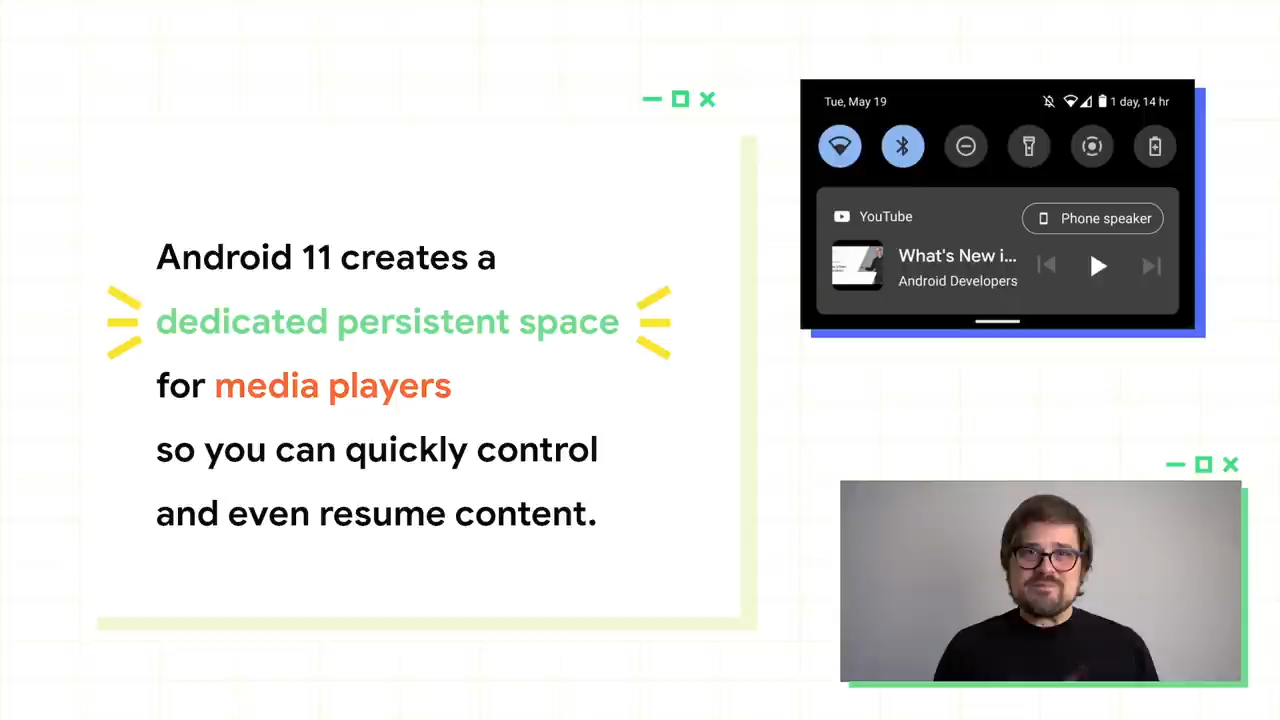 Android 11 creates a
dedicated persistent space
for media players
so you can quickly control
and even resume content.
Tue, May 19
1 day, 14 hr
YouTube
Phone speaker
What's New i...
Android Developers